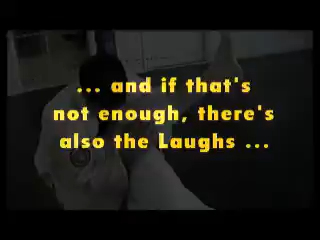 ... and if that's
not enough, there's
also the Laughs ...